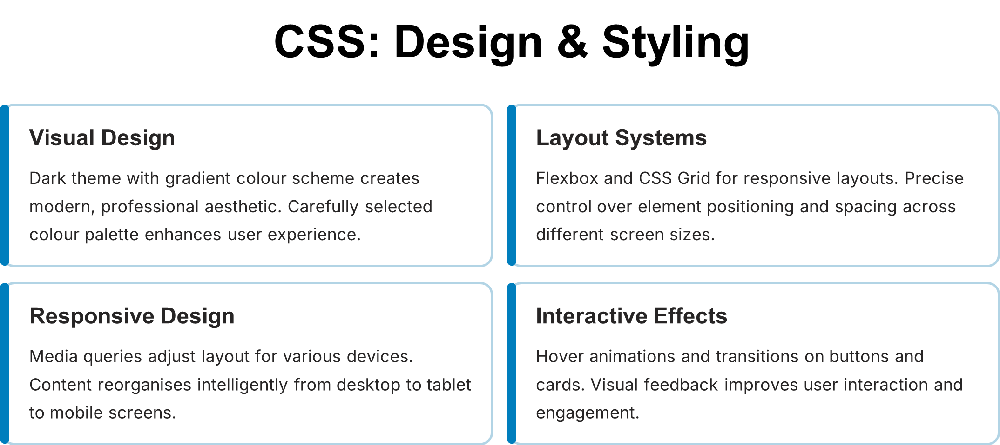 CSS: Design & Styling
Visual Design
Dark theme with gradient colour scheme creates
modern, professional aesthetic. Carefully selected
colour palette enhances user experience.
Layout Systems
Flexbox and CSS Grid for responsive layouts. Precise
control over element positioning and spacing across
different screen sizes.
Responsive Design
Media queries adjust layout for various devices.
Content reorganises intelligently from desktop to tablet
to mobile screens.
Interactive Effects
Hover animations and transitions on buttons and
cards. Visual feedback improves user interaction and
engagement.